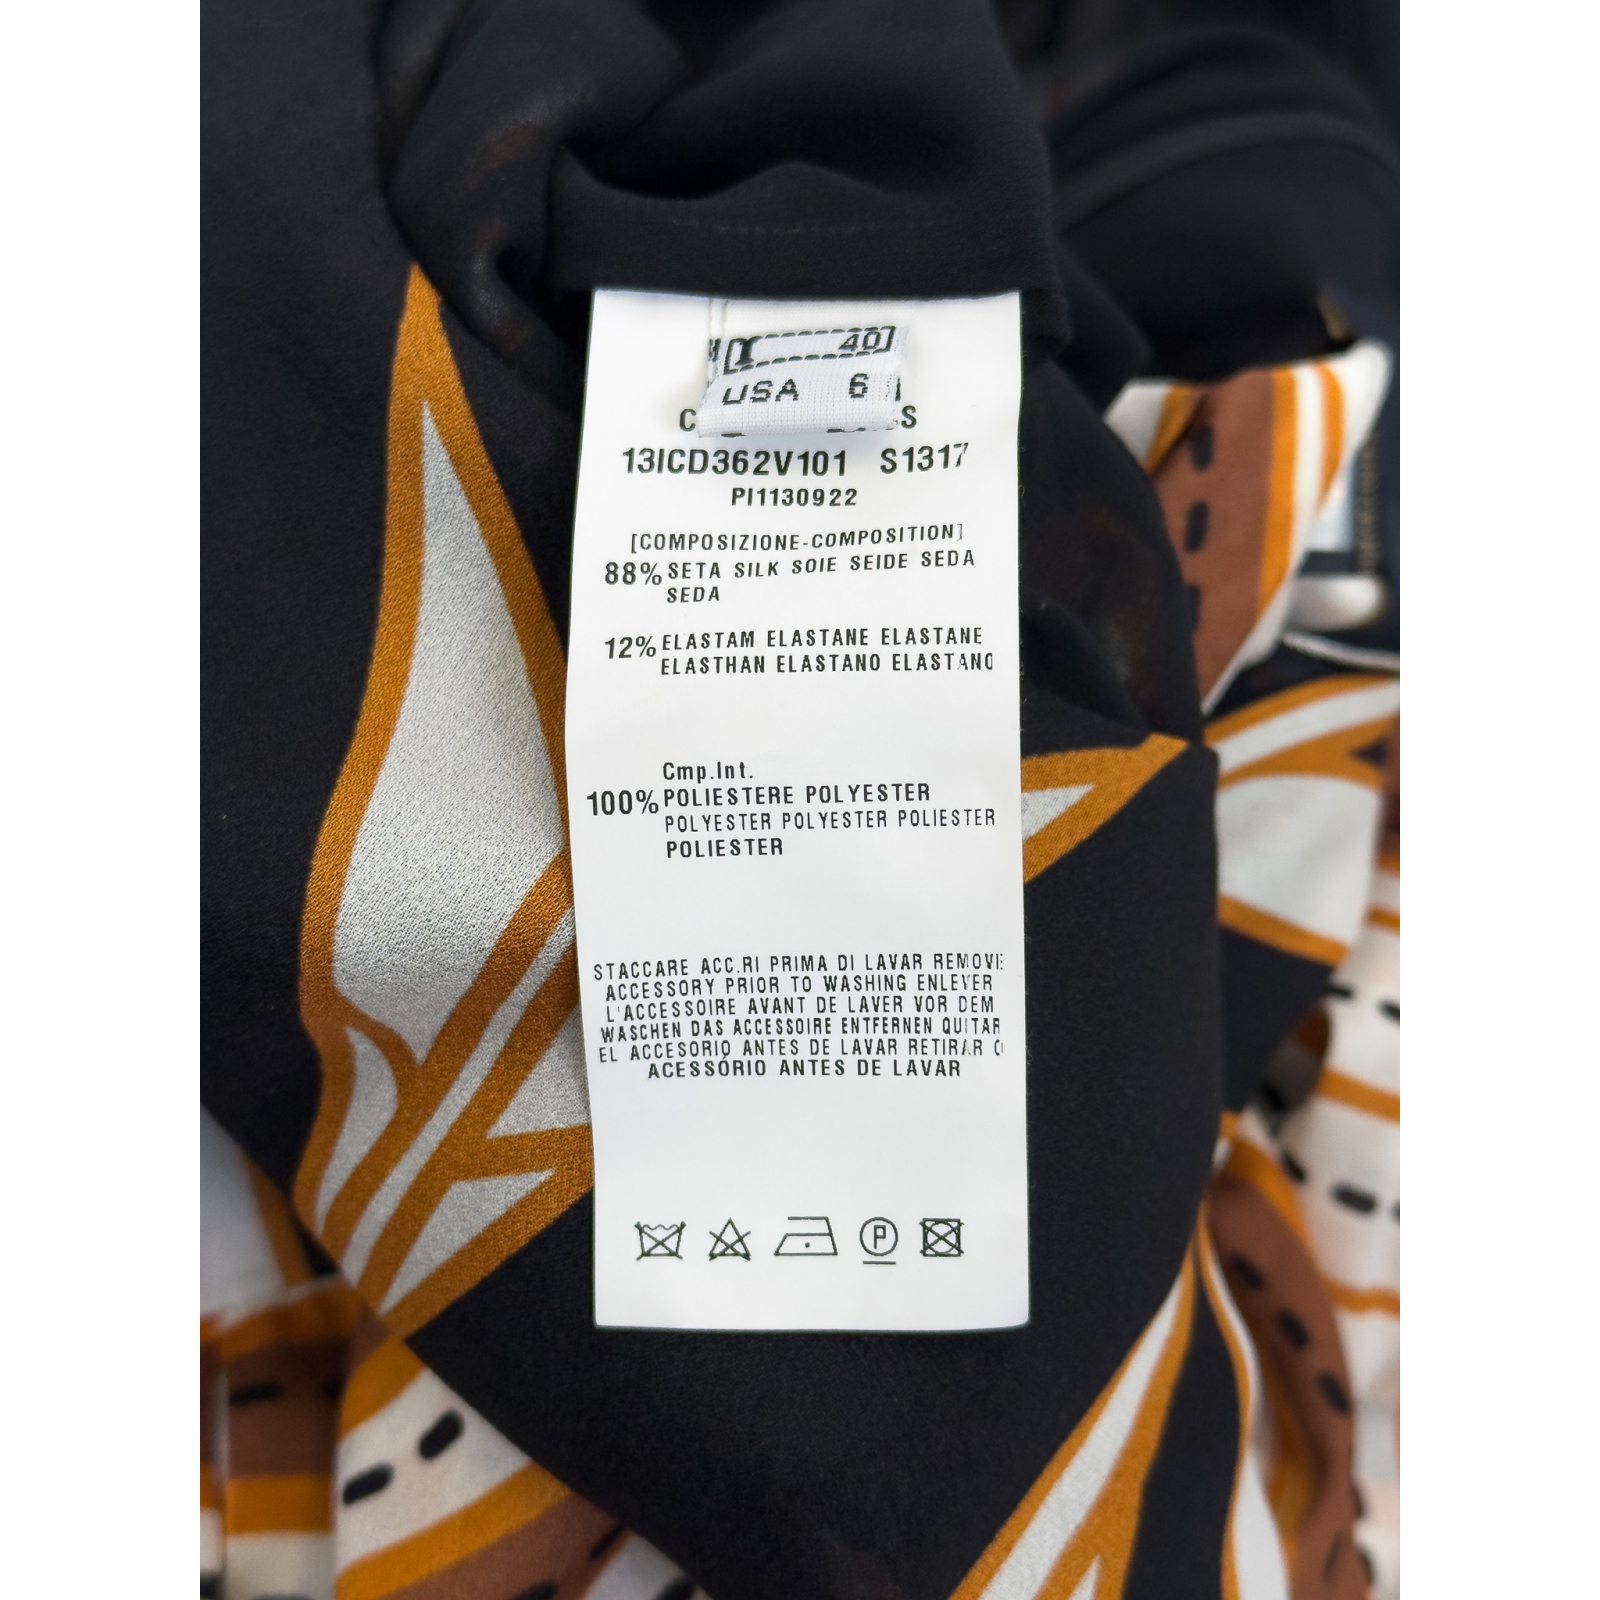 I 40
USA 6
13ICD362V101 S1317
PI1130922
[COMPOSIZIONE-COMPOSITION]
88% SETA SILK SOIE SEIDE SEDA
SEDA
12% ELASTAM ELASTANE ELASTANE
ELASTHAN ELASTANO ELASTANO
Cmp.Int.
100% POLIESTERE POLYESTER
POLYESTER POLYESTER POLIESTER
POLIESTER
STACCARE ACC.RI PRIMA DI LAVAR REMOVE
ACCESSORY PRIOR TO WASHING ENLEVER
L'ACCESSOIRE AVANT DE LAVER VOR DEM
WASCHEN DAS ACCESSOIRE ENTFERNEN QUITAR
EL ACCESORIO ANTES DE LAVAR RETIRAR O
ACESSÓRIO ANTES DE LAVAR
P